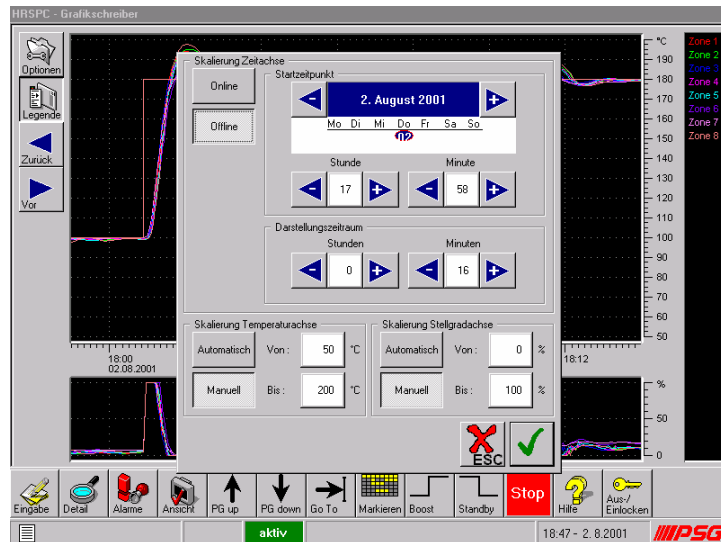 HRSPC - Grafikschreiber
Optionen
Legende
Zurück
Vor
Skalierung Zeitachse
Online
Offline
Startzeitpunkt
- 2. August 2001 +
Mo Di Mi Do Fr Sa So
02
Stunde Minute
- 17 + - 58 +
Darstellungszeitraum
Stunden Minuten
- 0 + - 16 +
Skalierung Temperaturachse
Automatisch Von : 50 °C
Manuell Bis : 200 °C
Skalierung Stellgradachse
Automatisch Von : 0 %
Manuell Bis : 100 %
ESC
°C
190
180
170
160
150
140
130
120
110
100
90
80
70
60
50
Zone 1
Zone 2
Zone 3
Zone 4
Zone 5
Zone 6
Zone 7
Zone 8
18:00
02.08.2001
18:12
%
50
0
Eingabe
Detail
Alarme
Ansicht
PG up
PG down
Go To
Markieren
Boost
Standby
Stop
Hilfe
Aus-/
Einlocken
aktiv
18:47 - 2. 8.2001
PSG